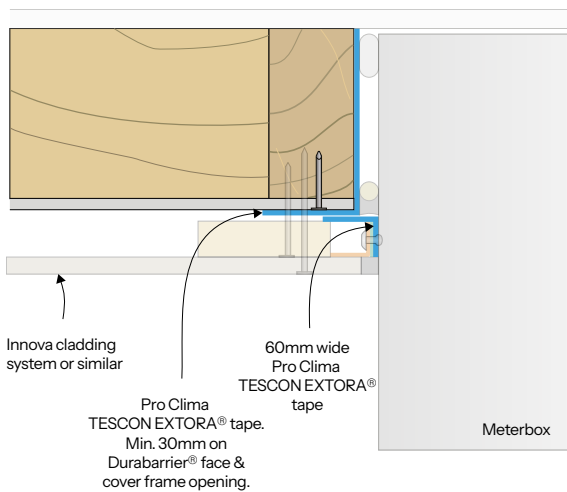 Innova cladding
system or similar
60mm wide
Pro Clima
TESCON EXTORA®
tape
Pro Clima
TESCON EXTORA® tape.
Min. 30mm on
Durabarrier® face &
cover frame opening.
Meterbox